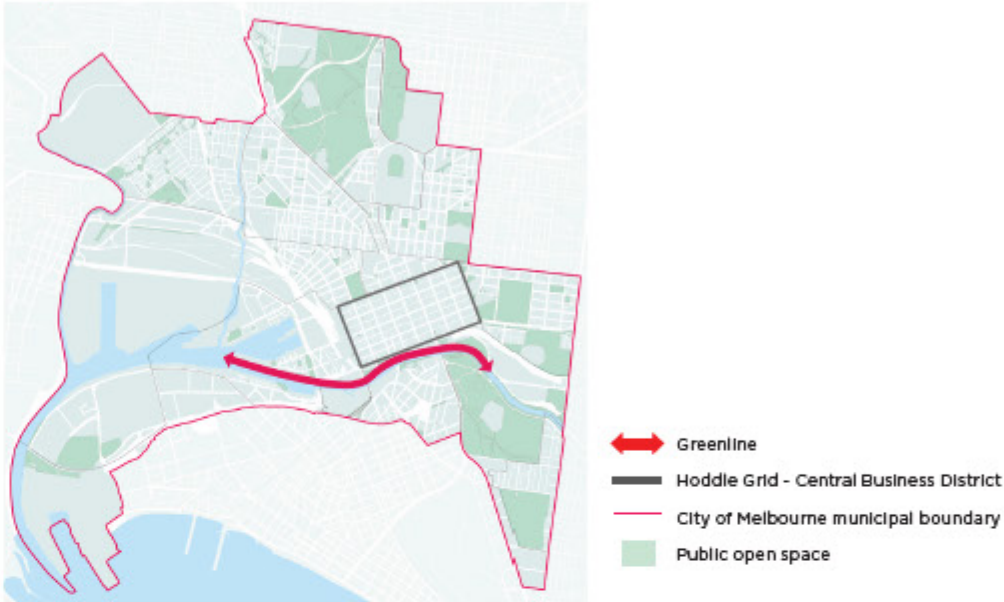 Greenline
Hoddle Grid - Central Business District
City of Melbourne municipal boundary
Public open space